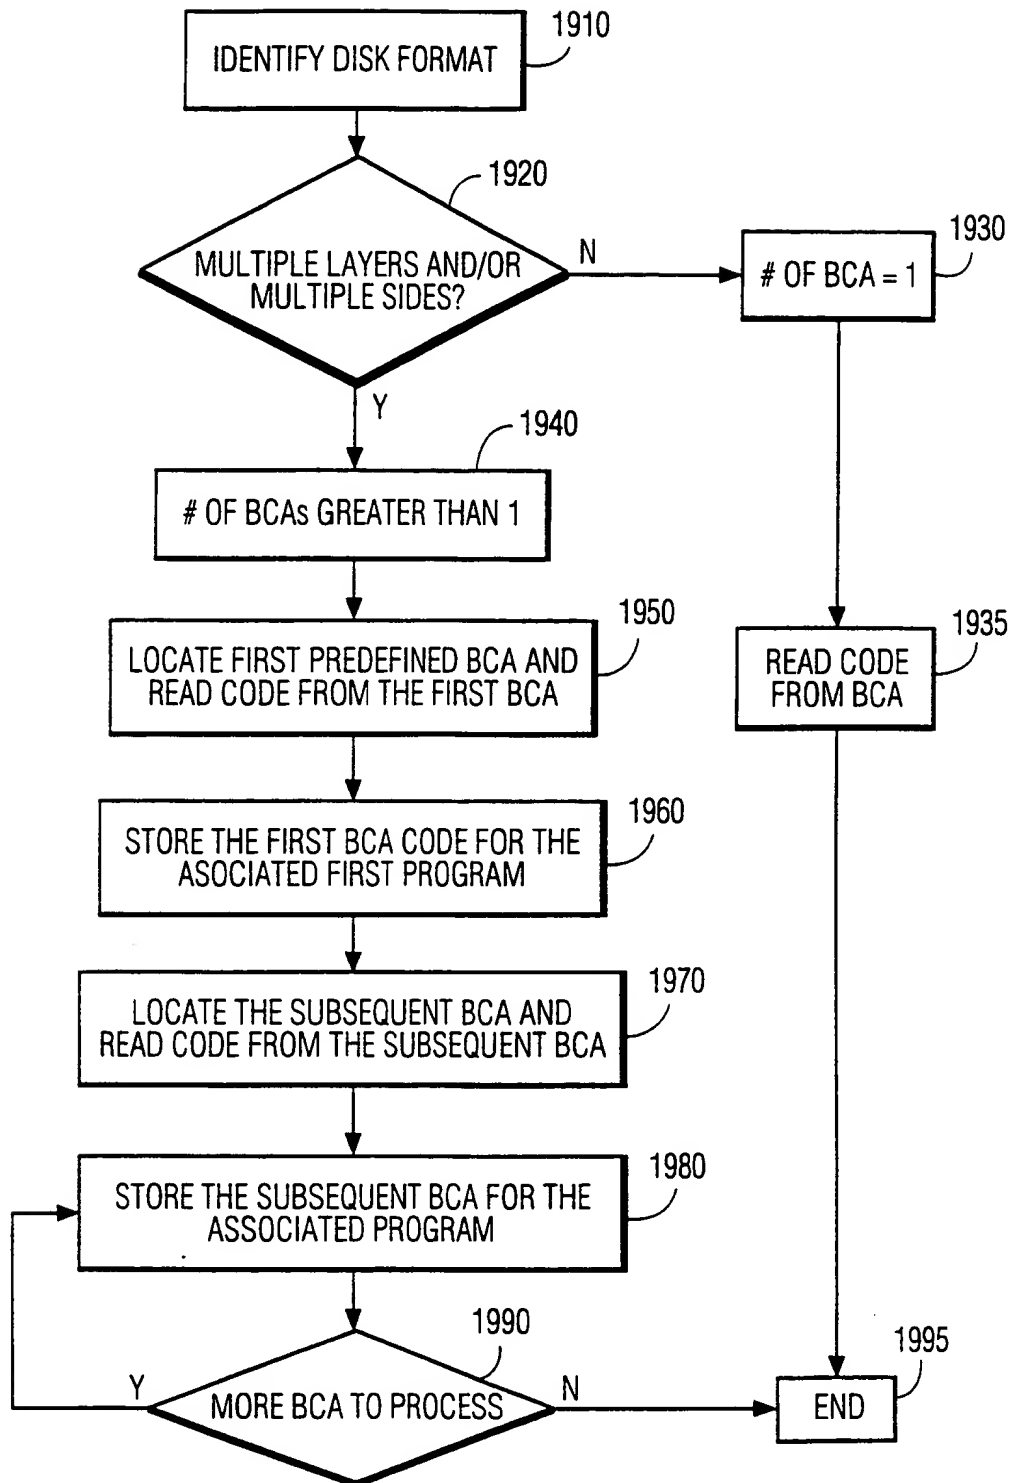 1910
IDENTIFY DISK FORMAT
1920
MULTIPLE LAYERS AND/OR
MULTIPLE SIDES?
N
Y
1930
# OF BCA = 1
1940
# OF BCAs GREATER THAN 1
1950
LOCATE FIRST PREDEFINED BCA AND
READ CODE FROM THE FIRST BCA
1935
READ CODE
FROM BCA
1960
STORE THE FIRST BCA CODE FOR THE
ASOCIATED FIRST PROGRAM
1970
LOCATE THE SUBSEQUENT BCA AND
READ CODE FROM THE SUBSEQUENT BCA
1980
STORE THE SUBSEQUENT BCA FOR THE
ASSOCIATED PROGRAM
1990
MORE BCA TO PROCESS
Y
N
1995
END